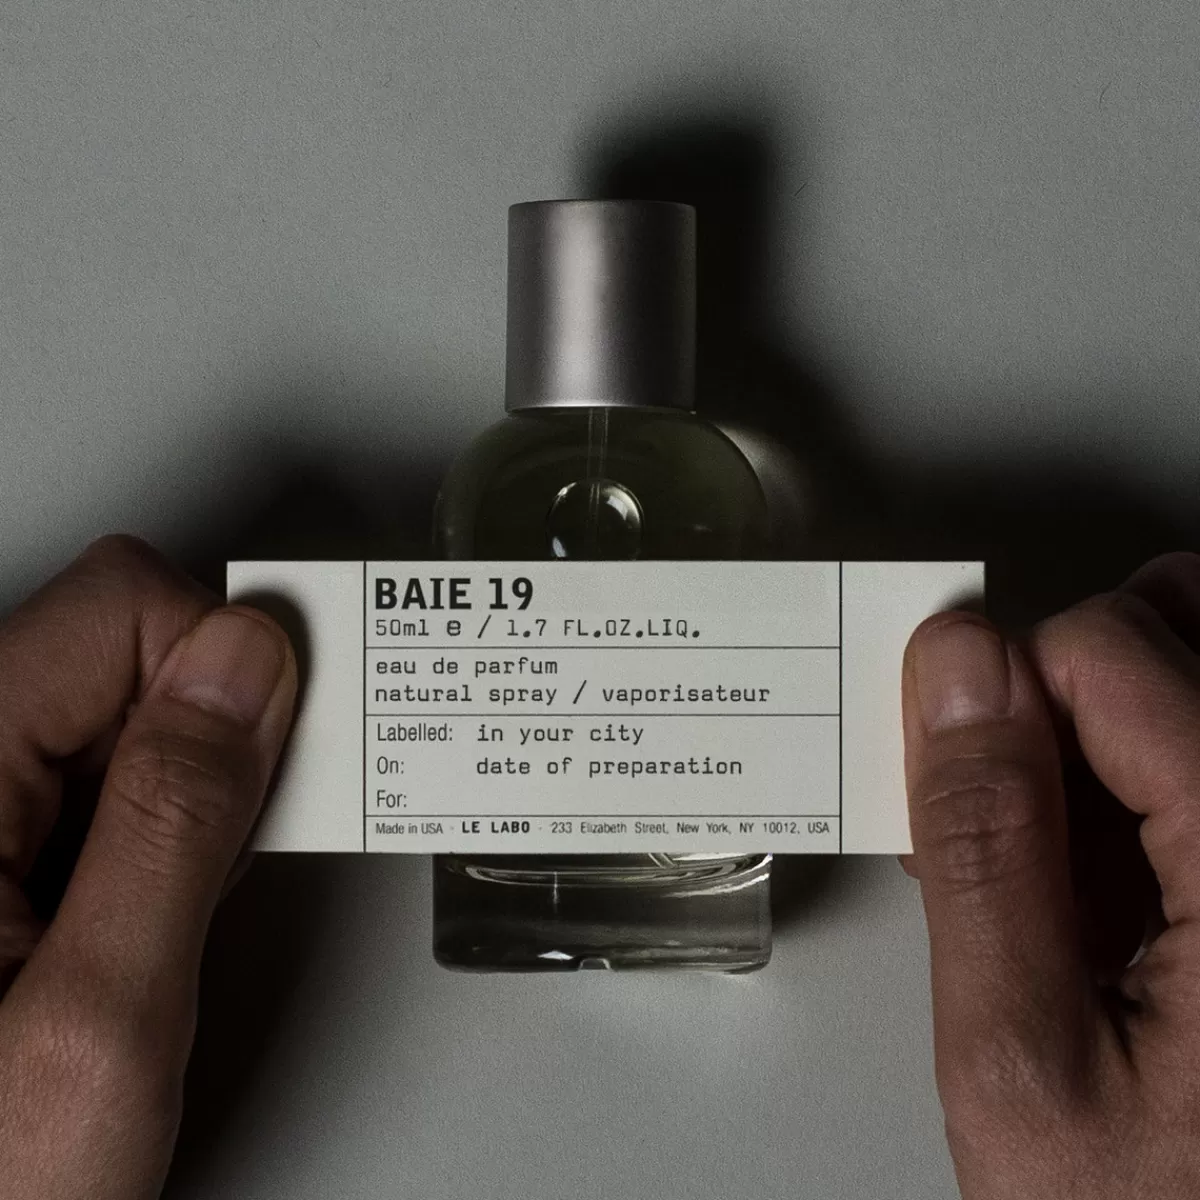 BAIE 19
50ml e / 1.7 FL.OZ.LIQ.
eau de parfum
natural spray / vaporisateur
Labelled: in your city
On: date of preparation
For:
Made in USA - LE LABO - 233 Elizabeth Street, New York, NY 10012, USA